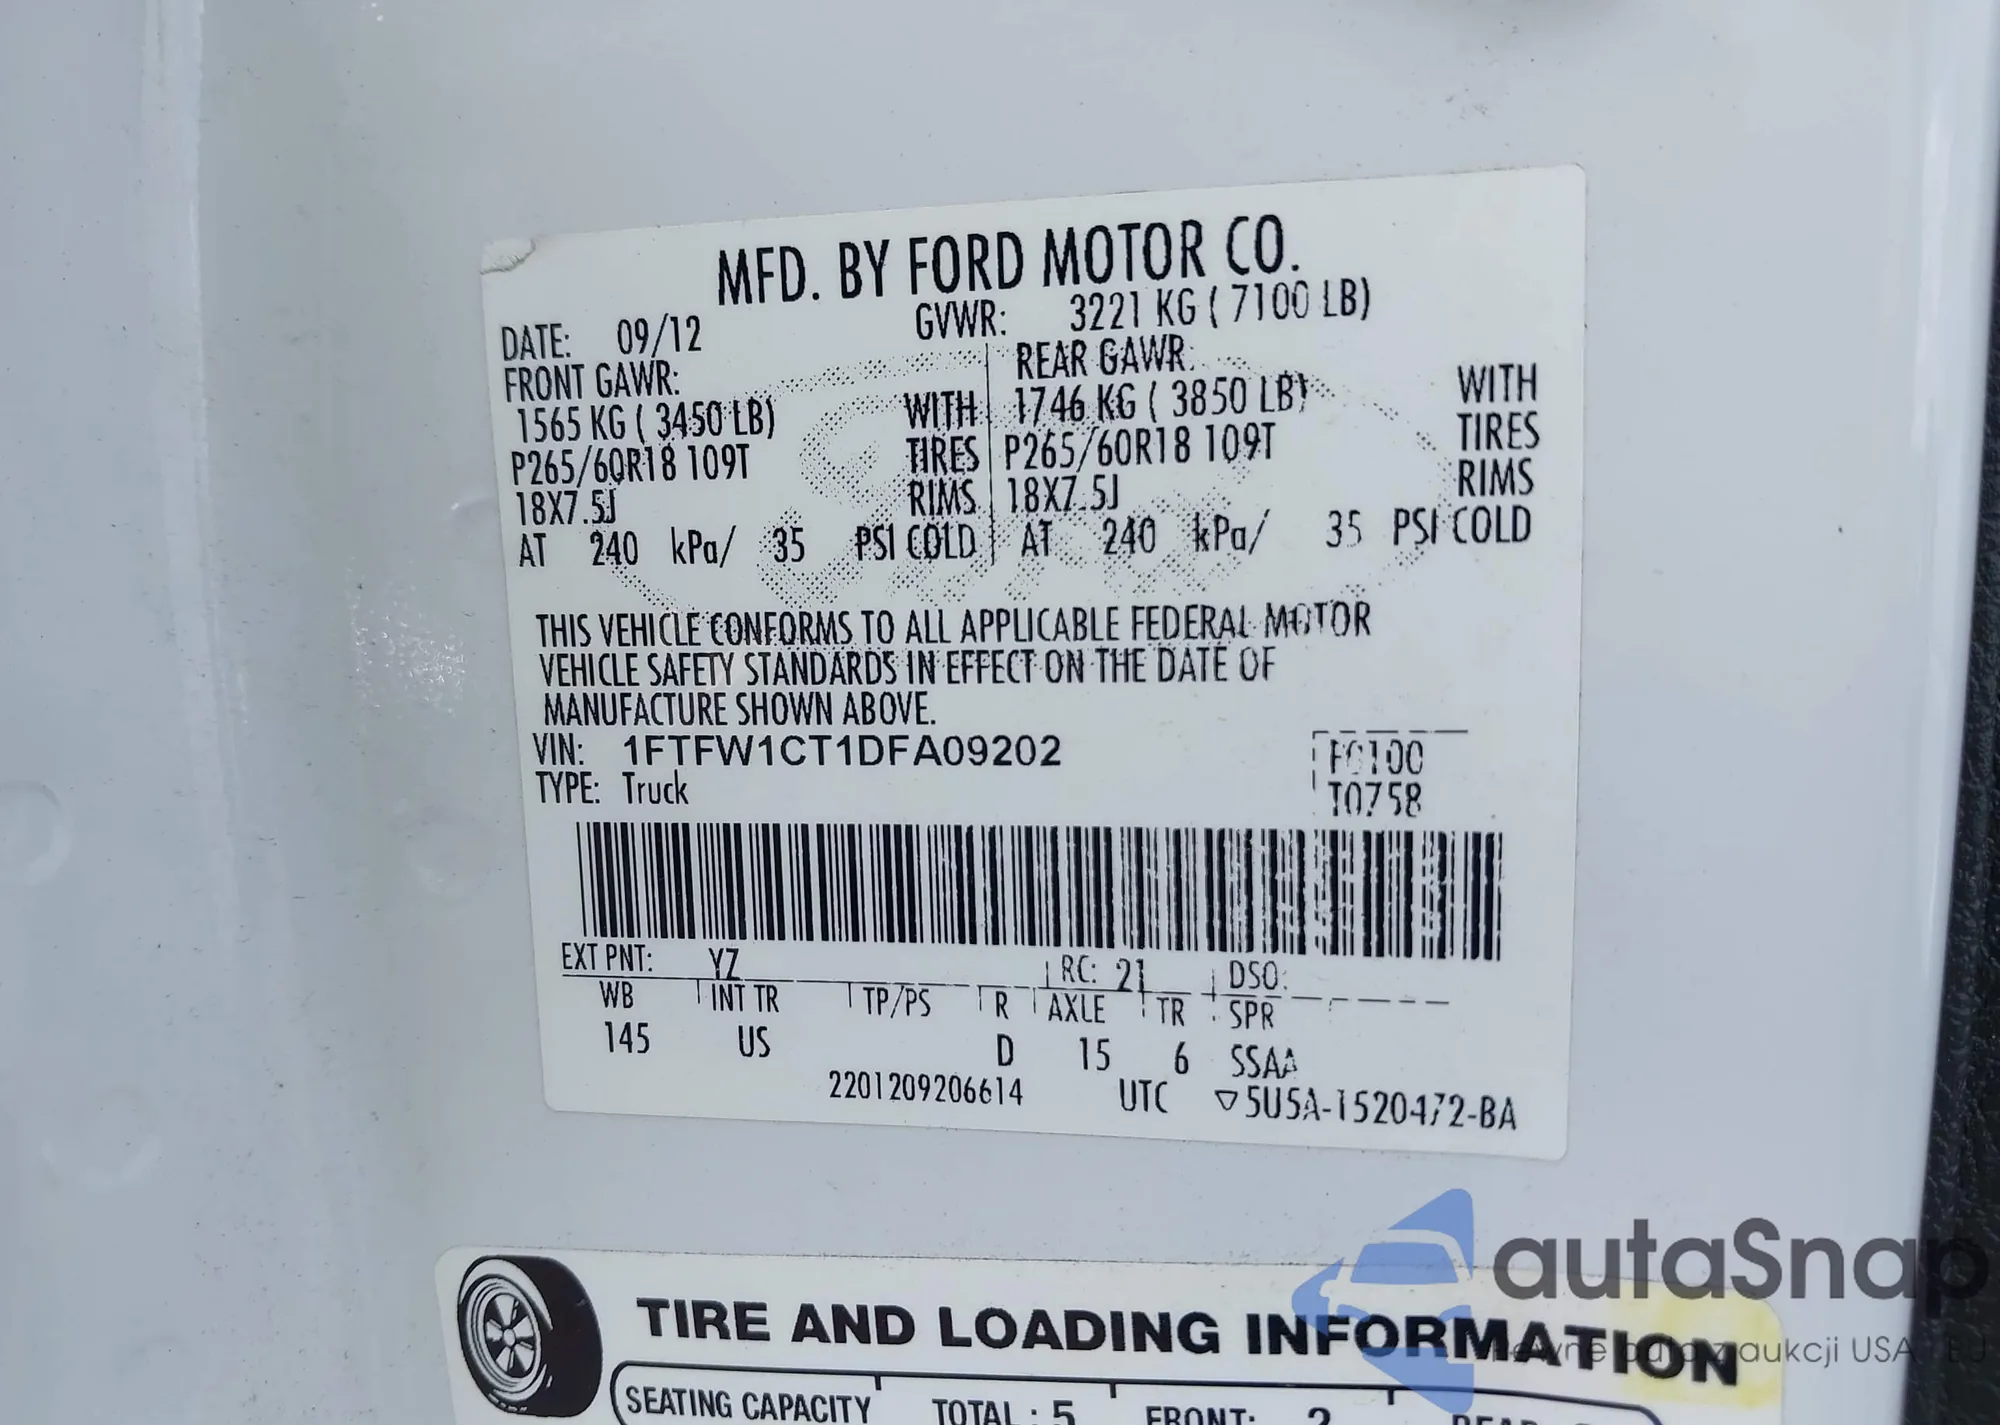 MFD. BY FORD MOTOR CO.
DATE: 09/12 GVWR: 3221 KG ( 7100 LB)
FRONT GAWR: REAR GAWR:
1565 KG ( 3450 LB) WITH 1746 KG ( 3850 LB) WITH
P265/60R18 109T TIRES P265/60R18 109T TIRES
18X7.5J RIMS 18X7.5J RIMS
AT 240 kPa/ 35 PSI COLD AT 240 kPa/ 35 PSI COLD
THIS VEHICLE CONFORMS TO ALL APPLICABLE FEDERAL MOTOR
VEHICLE SAFETY STANDARDS IN EFFECT ON THE DATE OF
MANUFACTURE SHOWN ABOVE.
VIN: 1FTFW1CT1DFA09202
TYPE: Truck
F0100
T0758
EXT PNT: YZ RC: 21 DSO:
WB INT TR TP/PS R AXLE TR SPR
145 US D 15 6 SSAA
2201209206614 UTC ▽5U5A-1520472-BA
TIRE AND LOADING INFORMATION
SEATING CAPACITY TOTAL : 5 FRONT: 2
autaSnap
Pewne auta z aukcji USA EU